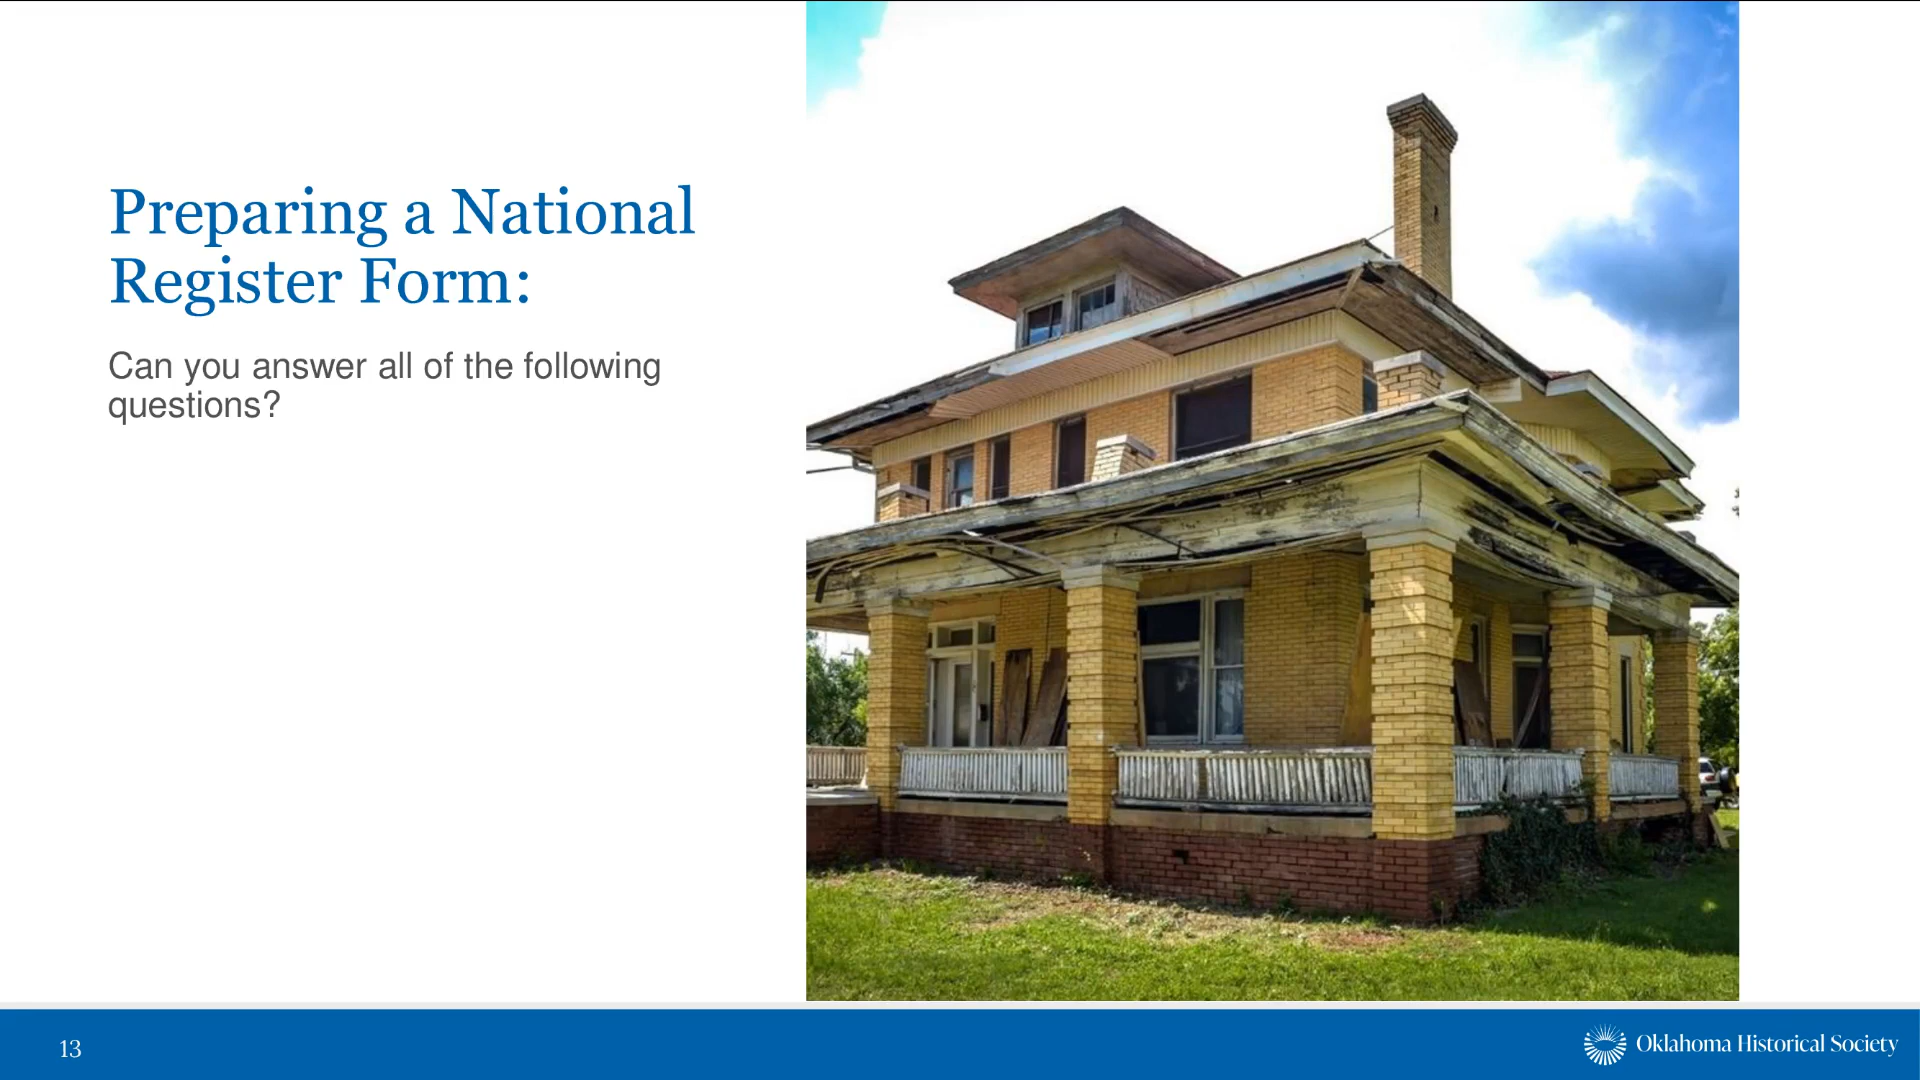 Preparing a National
Register Form:
Can you answer all of the following
questions?
13
Oklahoma Historical Society